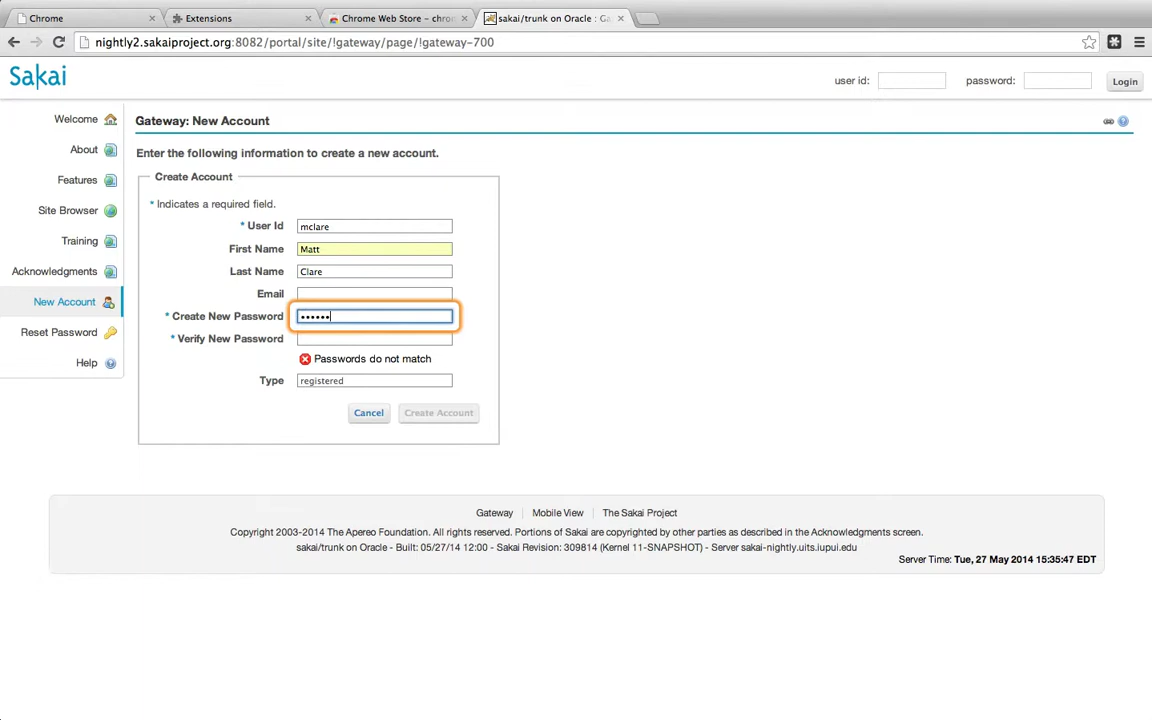 Chrome
Extensions
Chrome Web Store – chro
sakai/trunk on Oracle : Ga
nightly2.sakaiproject.org:8082/portal/site/!gateway/page/!gateway-700
Sakai
user id:
password:
Login
Welcome
About
Features
Site Browser
Training
Acknowledgments
New Account
Reset Password
Help
Gateway: New Account
Enter the following information to create a new account.
Create Account
* Indicates a required field.
* User Id mclare
First Name Matt
Last Name Clare
Email
* Create New Password ••••••
* Verify New Password
Passwords do not match
Type registered
Cancel Create Account
Gateway | Mobile View | The Sakai Project
Copyright 2003-2014 The Apereo Foundation. All rights reserved. Portions of Sakai are copyrighted by other parties as described in the Acknowledgments screen.
sakai/trunk on Oracle - Built: 05/27/14 12:00 - Sakai Revision: 309814 (Kernel 11-SNAPSHOT) - Server sakai-nightly.uits.iupui.edu
Server Time: Tue, 27 May 2014 15:35:47 EDT